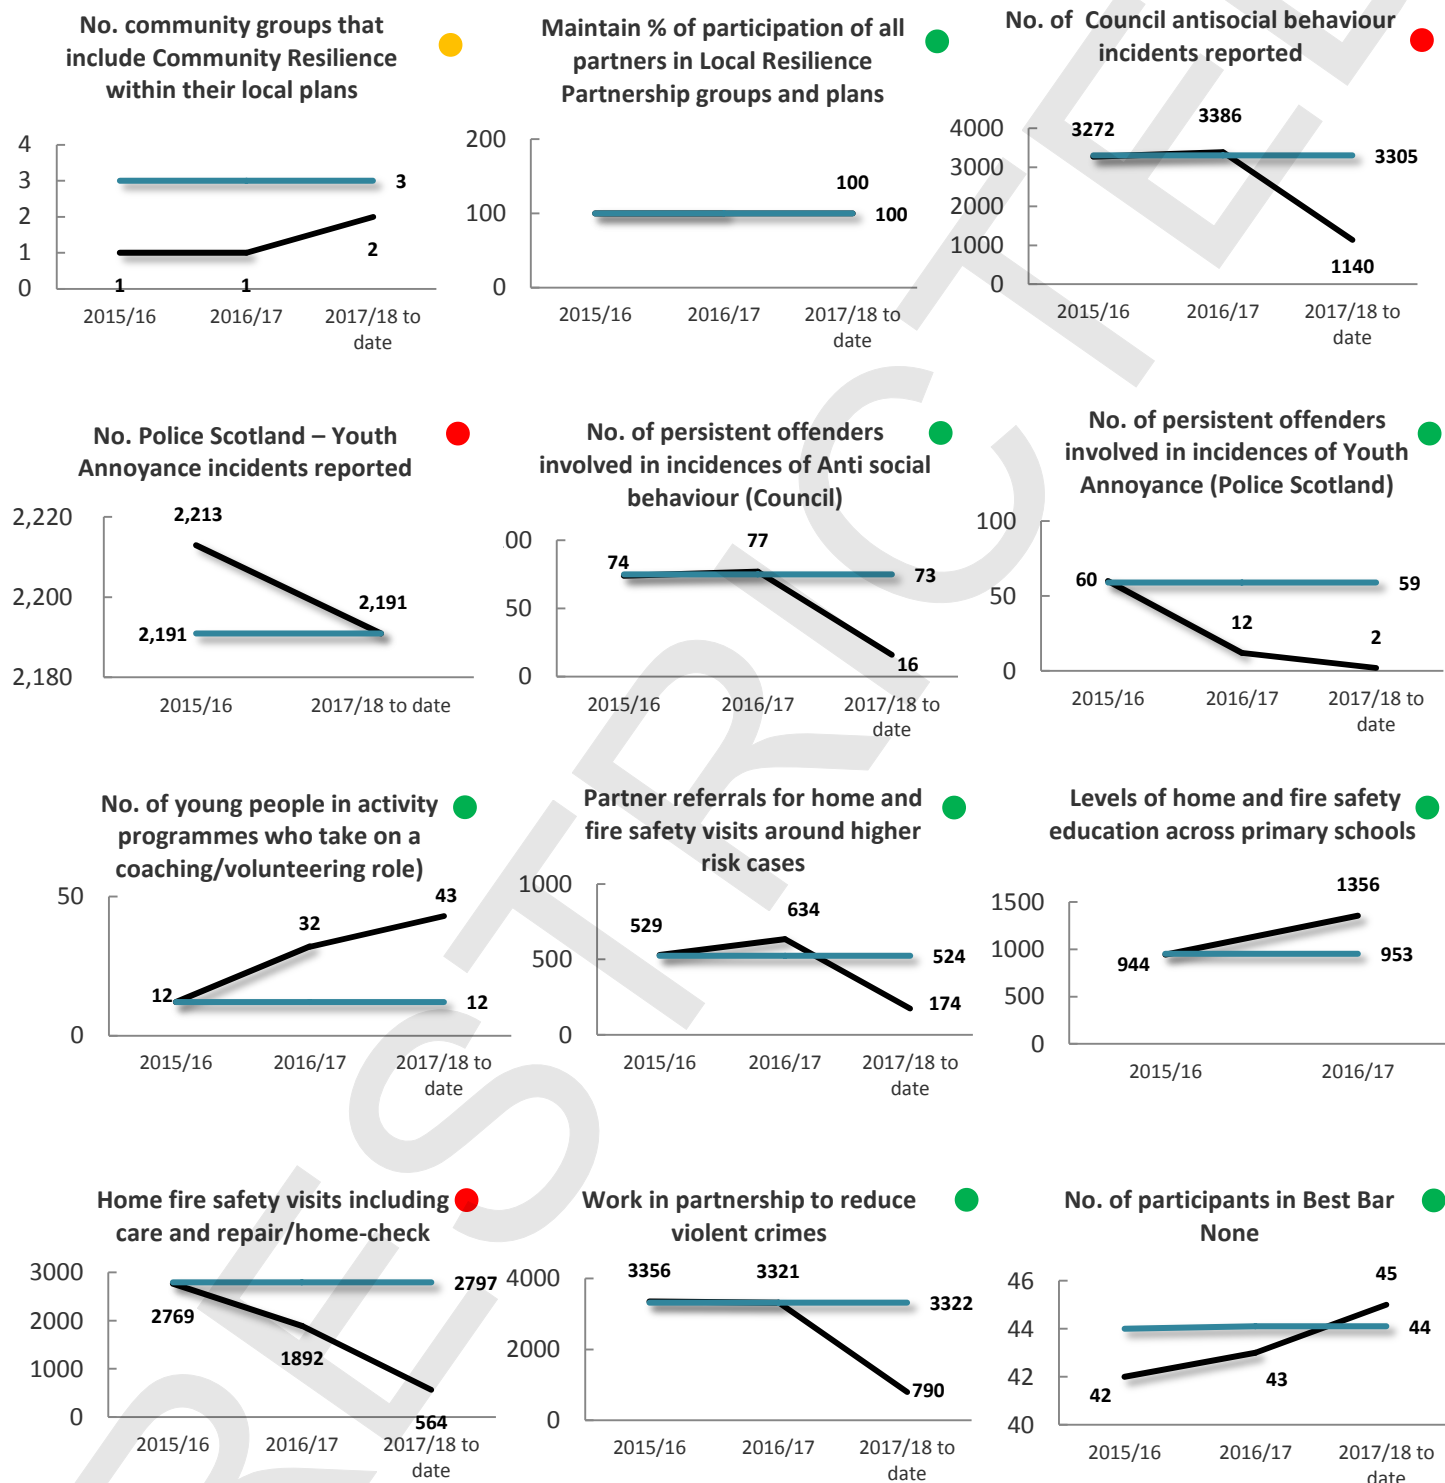 No. community groups that
include Community Resilience
within their local plans
4
3
2
1
0
3
2
1
1
2015/16
2016/17
2017/18 to
date
Maintain % of participation of all
partners in Local Resilience
Partnership groups and plans
200
100
0
100
100
2015/16
2016/17
2017/18 to
date
No. of Council antisocial behaviour
incidents reported
4000
3000
2000
1000
0
3272
3386
3305
1140
2015/16
2016/17
2017/18 to
date
No. Police Scotland – Youth
Annoyance incidents reported
2,220
2,200
2,180
2,213
2,191
2,191
2015/16
2017/18 to date
No. of persistent offenders
involved in incidences of Anti social
behaviour (Council)
00
50
0
74
77
73
16
2015/16
2016/17
2017/18 to
date
No. of persistent offenders
involved in incidences of Youth
Annoyance (Police Scotland)
100
50
0
60
12
59
2
2015/16
2016/17
2017/18 to
date
No. of young people in activity
programmes who take on a
coaching/volunteering role)
50
0
12
32
43
12
2015/16
2016/17
2017/18 to
date
Partner referrals for home and
fire safety visits around higher
risk cases
1000
500
0
529
634
524
174
2015/16
2016/17
2017/18 to
date
Levels of home and fire safety
education across primary schools
1500
1000
500
0
944
1356
953
2015/16
2016/17
Home fire safety visits including
care and repair/home-check
3000
2000
1000
0
2769
1892
2797
564
2015/16
2016/17
2017/18 to
date
Work in partnership to reduce
violent crimes
4000
2000
0
3356
3321
3322
790
2015/16
2016/17
2017/18 to
date
No. of participants in Best Bar
None
46
44
42
40
42
43
45
44
2015/16
2016/17
2017/18 to
date
RESTRICTED